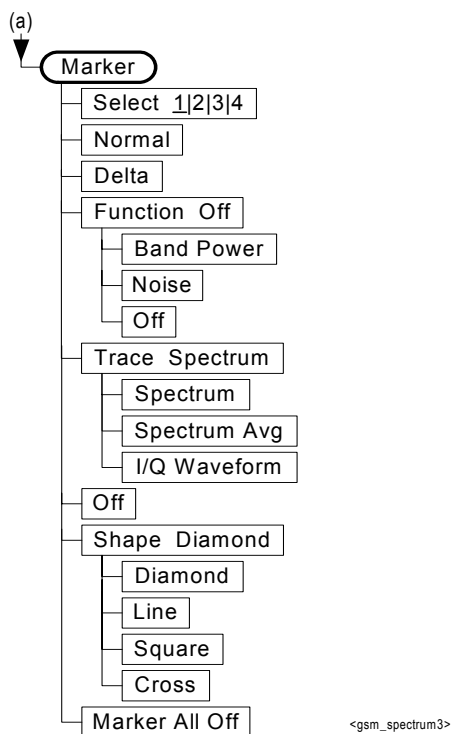 (a)
Marker
Select 1|2|3|4
Normal
Delta
Function Off
Band Power
Noise
Off
Trace Spectrum
Spectrum
Spectrum Avg
I/Q Waveform
Off
Shape Diamond
Diamond
Line
Square
Cross
Marker All Off
<gsm_spectrum3>